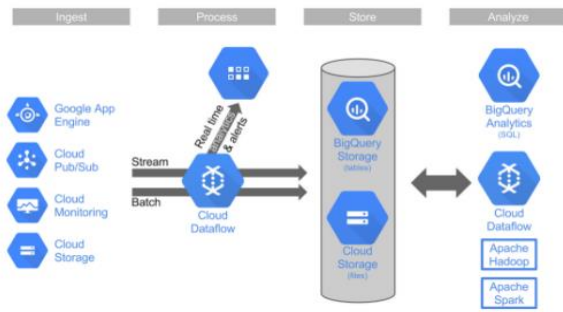 Ingest
Process
Store
Analyze
Google App
Engine
Cloud
Pub/Sub
Cloud
Monitoring
Cloud
Storage
Real time
analytics
& alerts
Stream
Batch
Cloud
Dataflow
BigQuery
Storage
(tables)
Cloud
Storage
(files)
BigQuery
Analytics
(SQL)
Cloud
Dataflow
Apache
Hadoop
Apache
Spark